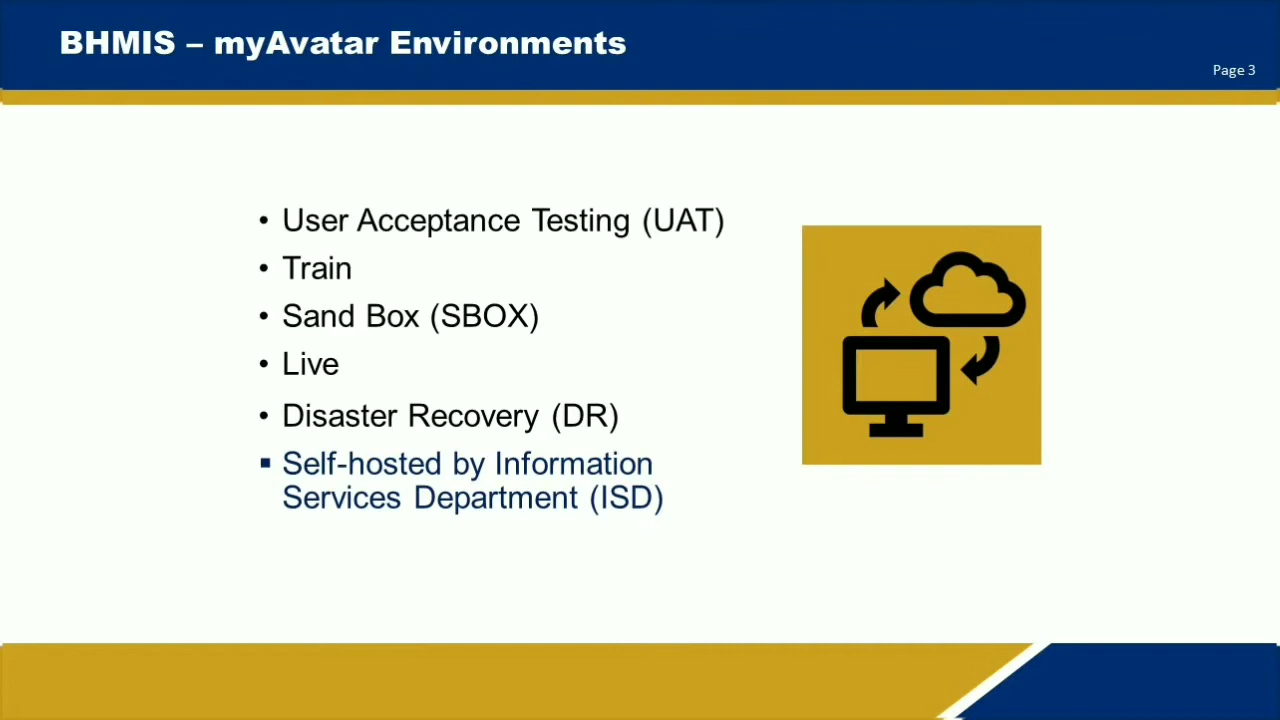 BHMIS – myAvatar Environments
Page 3
• User Acceptance Testing (UAT)
• Train
• Sand Box (SBOX)
• Live
• Disaster Recovery (DR)
▪ Self-hosted by Information
Services Department (ISD)